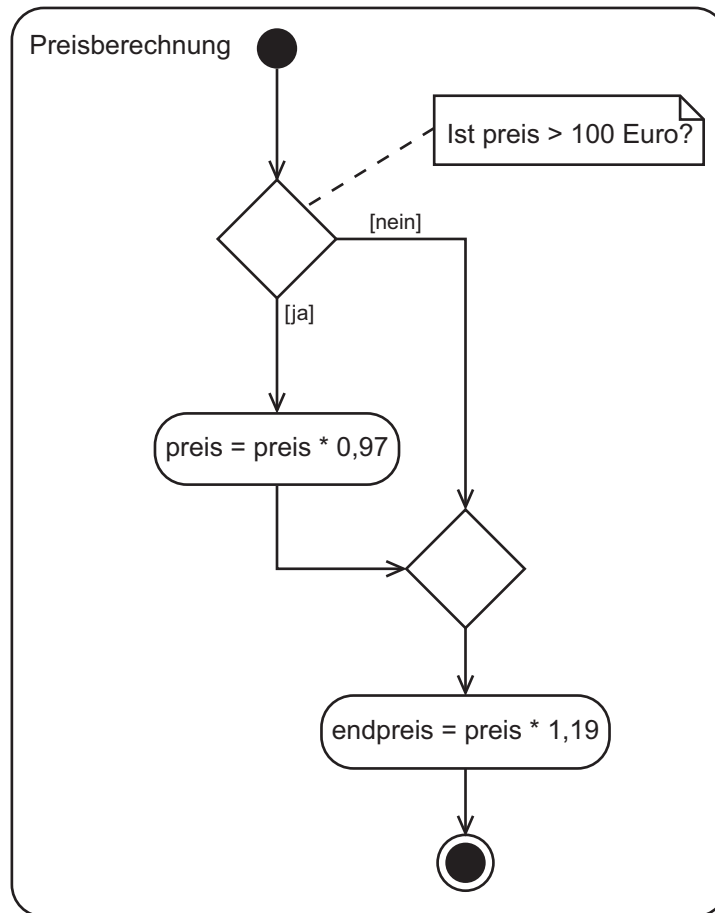 Preisberechnung
Ist preis > 100 Euro?
[nein]
[ja]
preis = preis * 0,97
endpreis = preis * 1,19